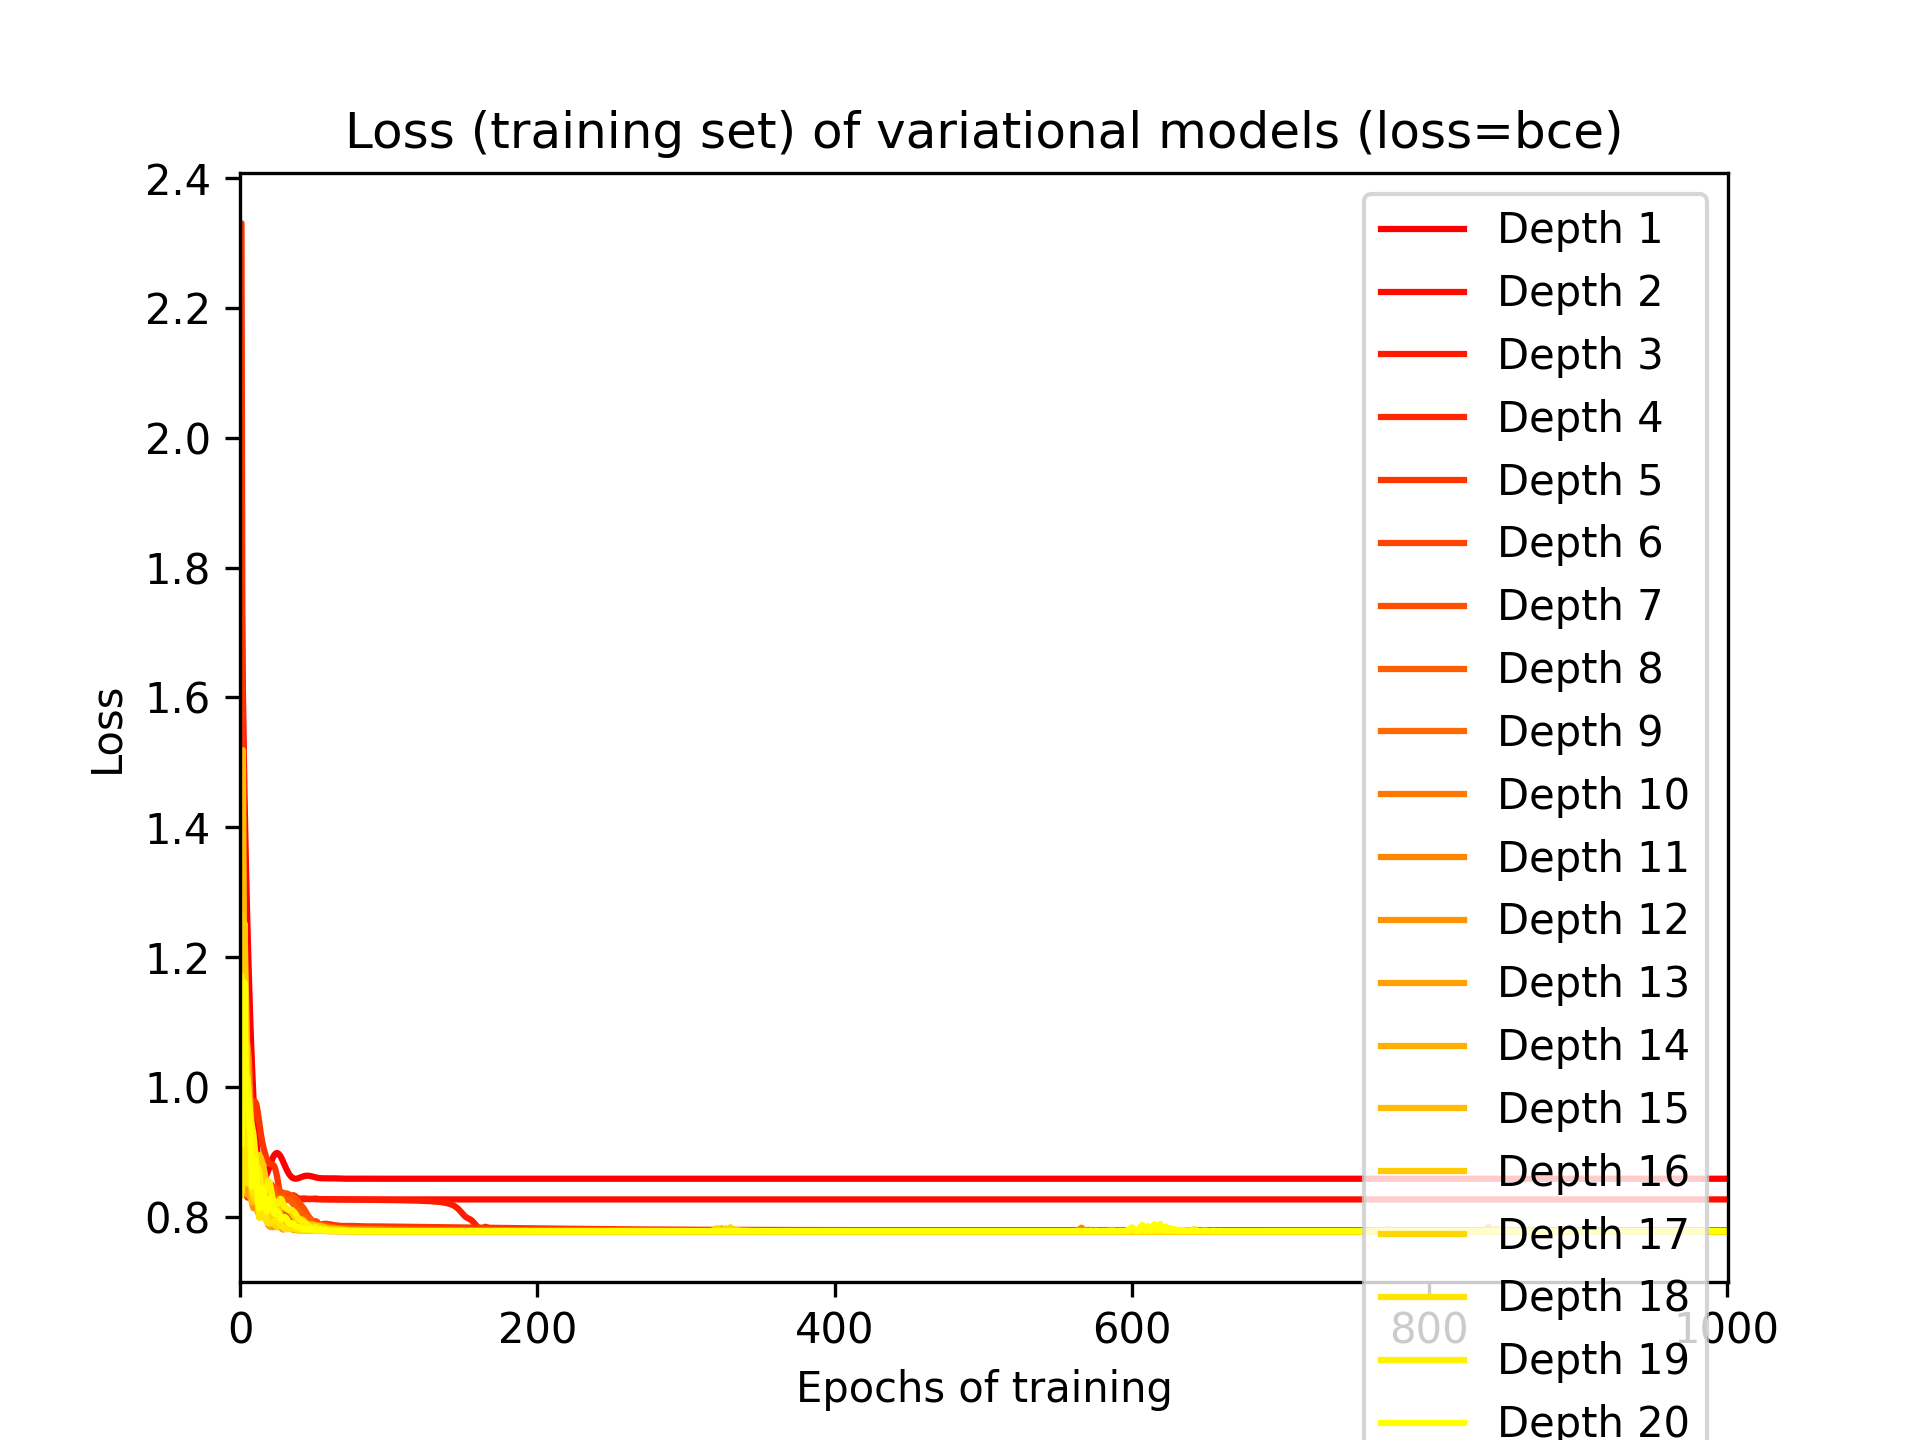 Loss (training set) of variational models (loss=bce)
2.4
2.2
2.0
1.8
1.6
1.4
1.2
1.0
0.8
Loss
0 200 400 600 800 1000
Epochs of training
Depth 1
Depth 2
Depth 3
Depth 4
Depth 5
Depth 6
Depth 7
Depth 8
Depth 9
Depth 10
Depth 11
Depth 12
Depth 13
Depth 14
Depth 15
Depth 16
Depth 17
Depth 18
Depth 19
Depth 20